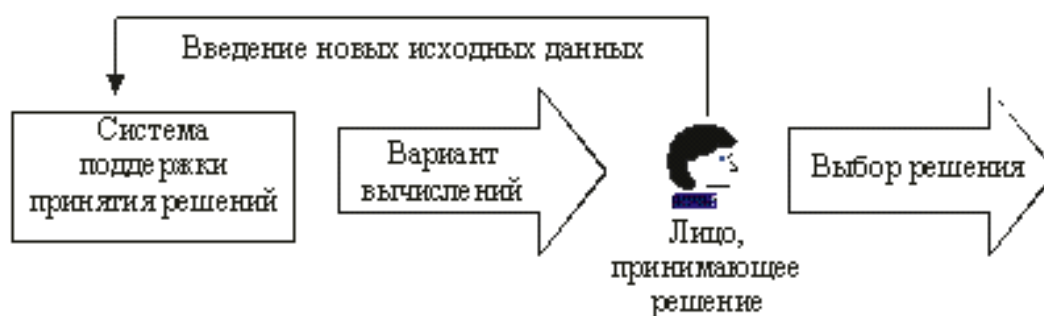 Введение новых исходных данных
Система
поддержки
принятия решений
Вариант
вычислений
Лицо,
принимающее
решение
Выбор решения